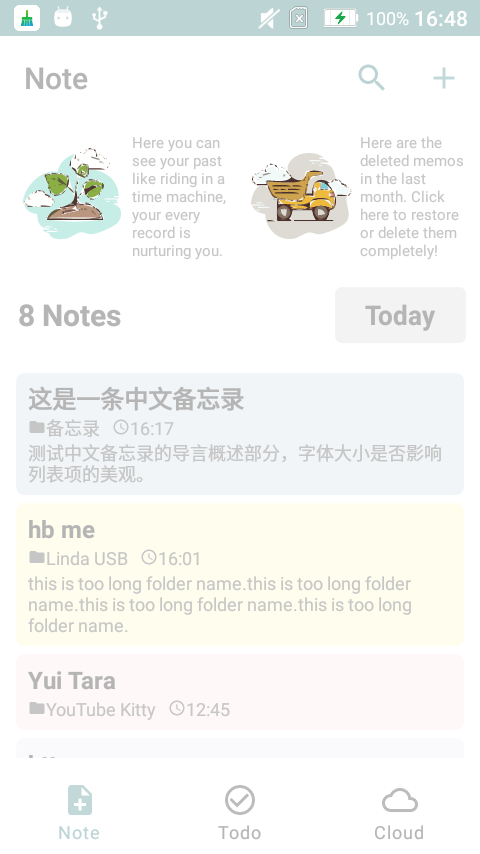 100% 16:48
Note
Here you can
see your past
like riding in a
time machine,
your every
record is
nurturing you.
Here are the
deleted memos
in the last
month. Click
here to restore
or delete them
completely!
8 Notes
Today
这是一条中文备忘录
备忘录 16:17
测试中文备忘录的导言概述部分，字体大小是否影响
列表项的美观。
hb me
Linda USB 16:01
this is too long folder name.this is too long folder
name.this is too long folder name.this is too long
folder name.
Yui Tara
YouTube Kitty 12:45
Note
Todo
Cloud